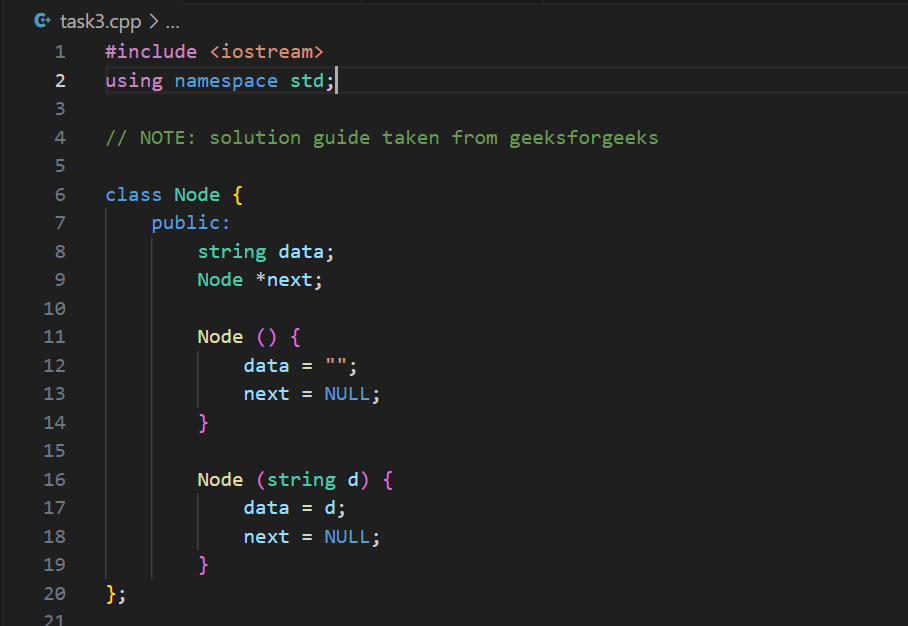 task3.cpp > ...
1 #include <iostream>
2 using namespace std;
3
4 // NOTE: solution guide taken from geeksforgeeks
5
6 class Node {
7 public:
8 string data;
9 Node *next;
10
11 Node () {
12 data = "";
13 next = NULL;
14 }
15
16 Node (string d) {
17 data = d;
18 next = NULL;
19 }
20 };
21